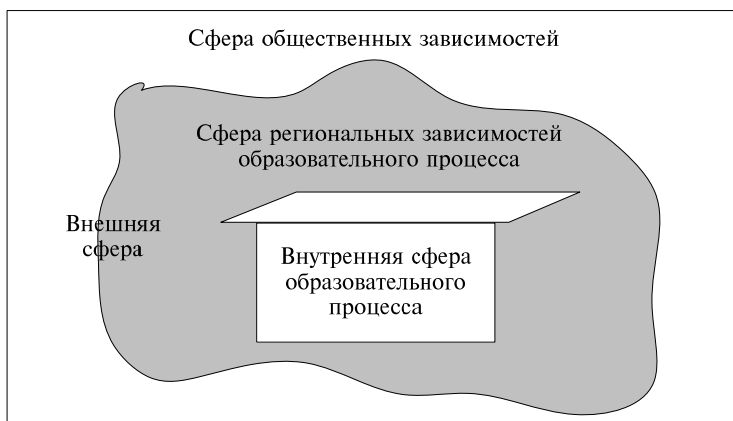 Сфера общественных зависимостей
Сфера региональных зависимостей
образовательного процесса
Внешняя
сфера
Внутренняя сфера
образовательного
процесса